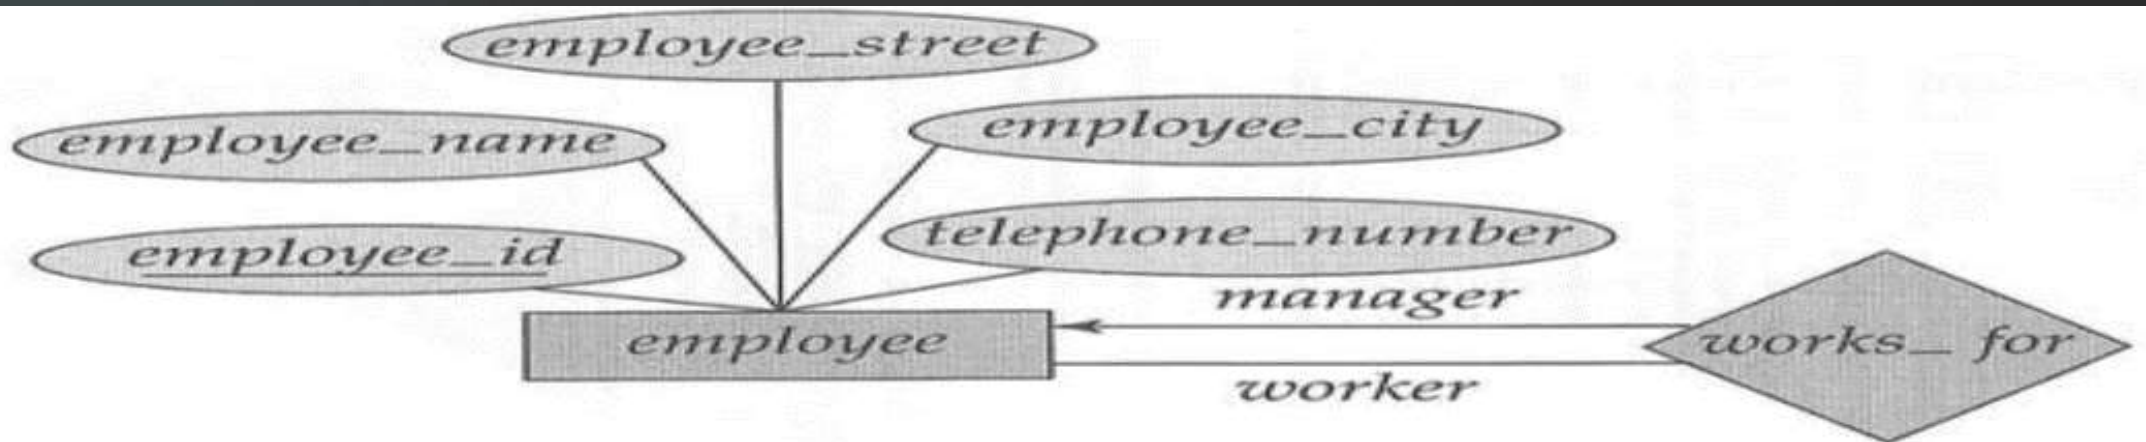 employee_street
employee_name
employee_city
employee_id
telephone_number
manager
employee
works_ for
worker